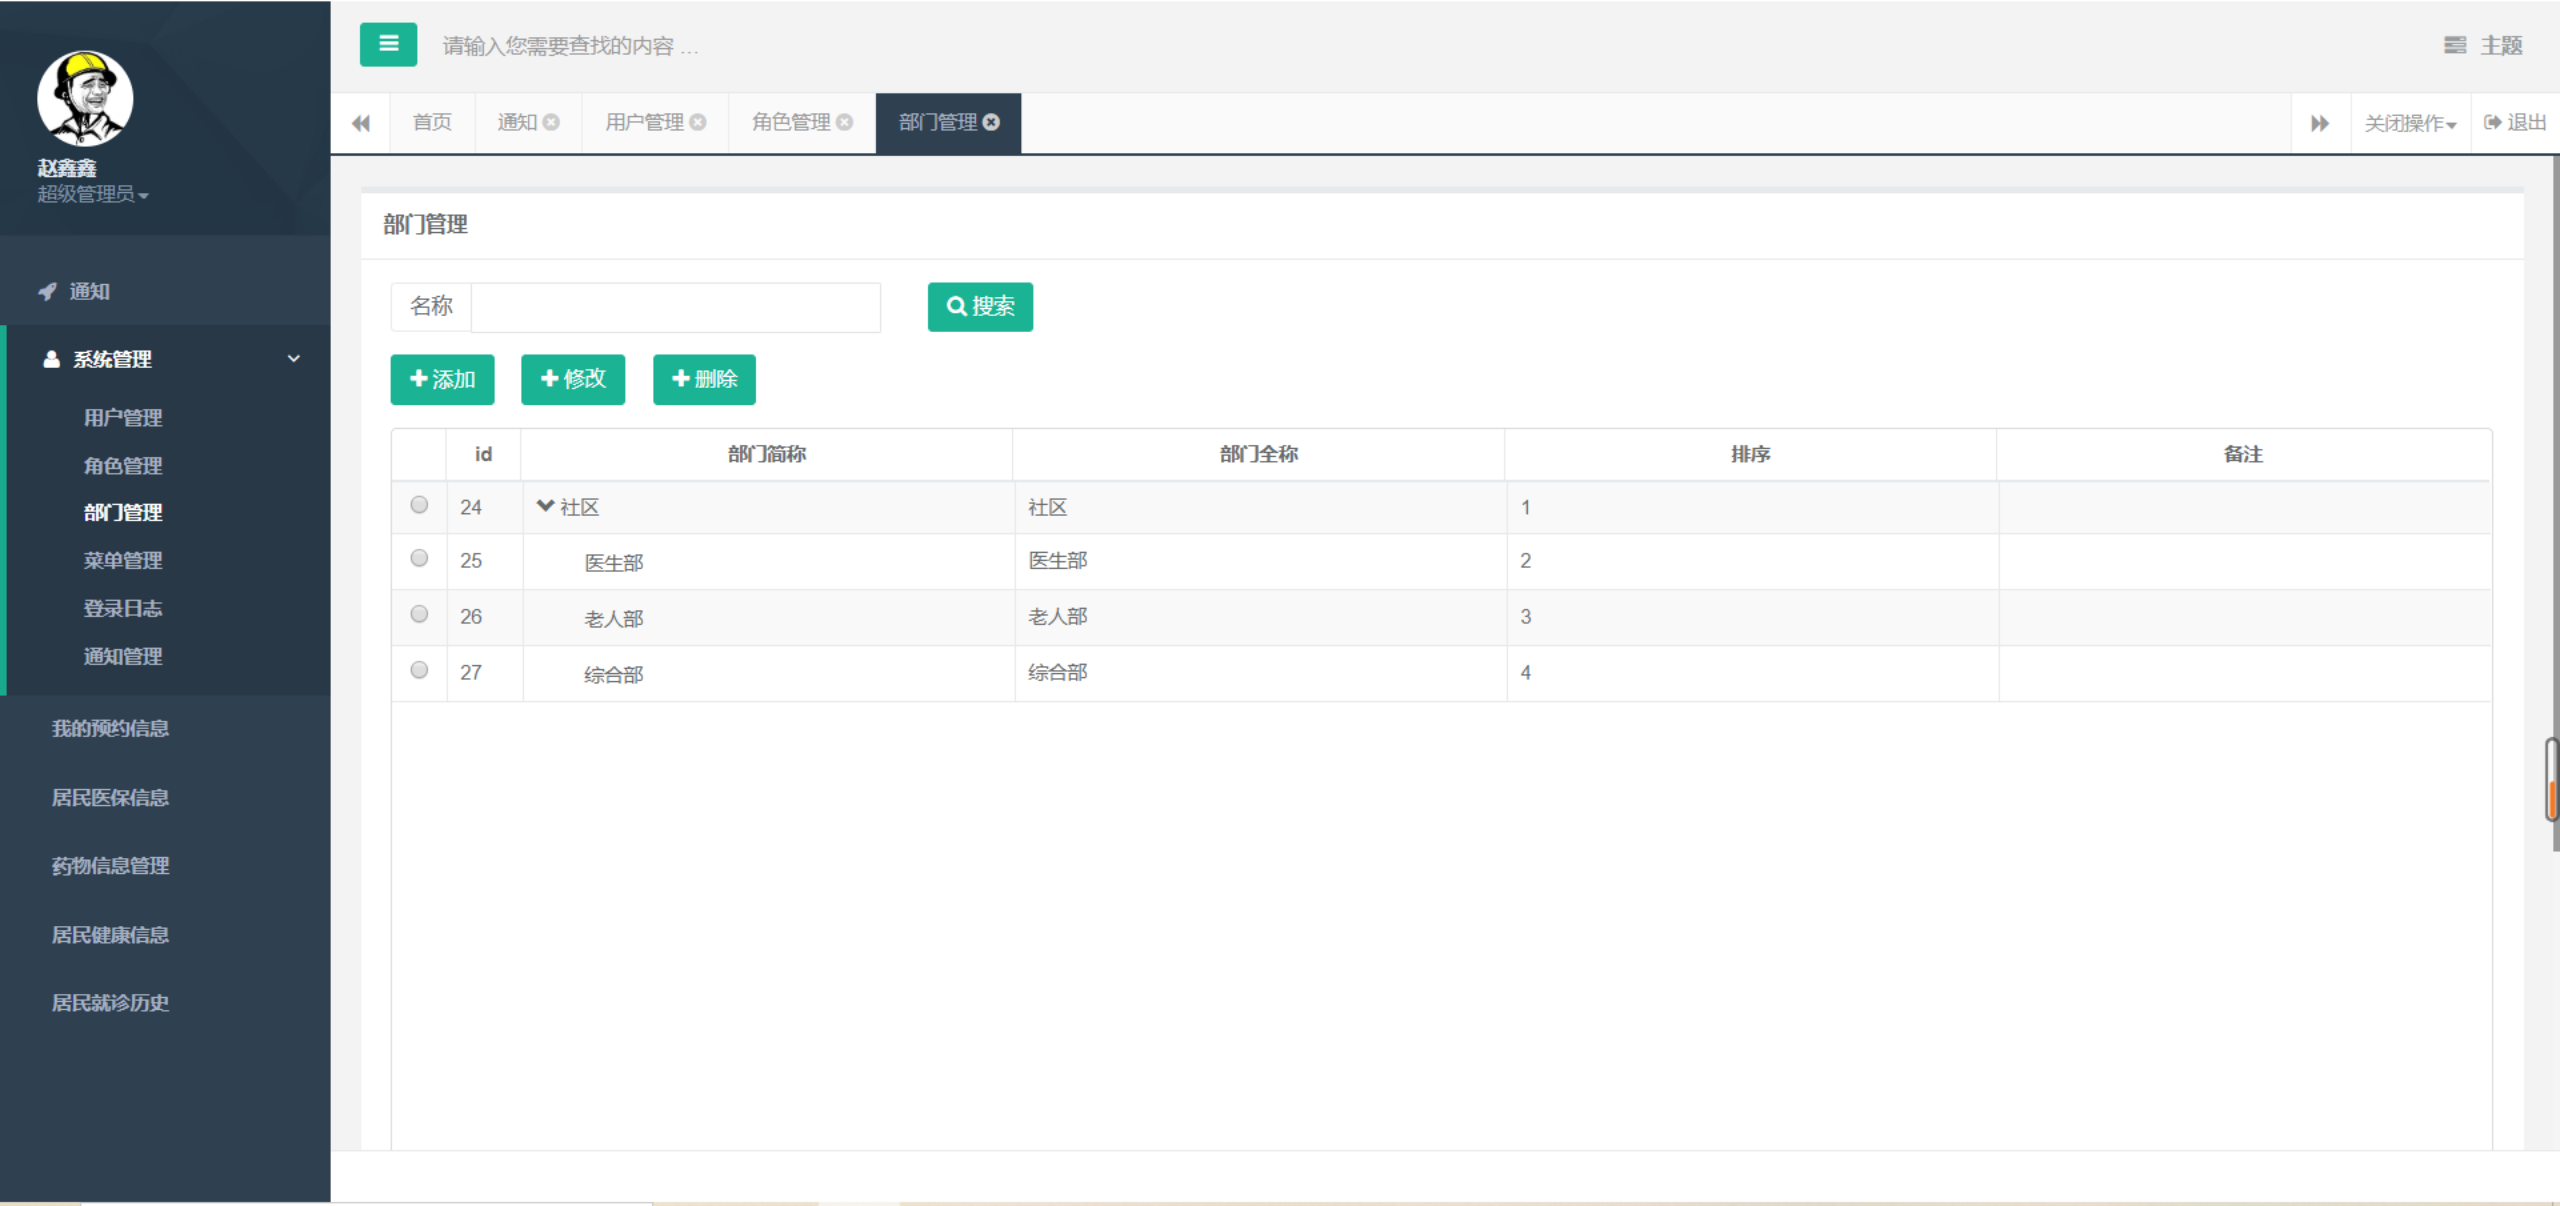 请输入您需要查找的内容 ...
主题
赵鑫鑫
超级管理员
首页 通知 用户管理 角色管理 部门管理 关闭操作 退出
通知
系统管理
用户管理
角色管理
部门管理
菜单管理
登录日志
通知管理
我的预约信息
居民医保信息
药物信息管理
居民健康信息
居民就诊历史
部门管理
名称 搜索
添加 修改 删除
id 部门简称 部门全称 排序 备注
24 社区 社区 1
25 医生部 医生部 2
26 老人部 老人部 3
27 综合部 综合部 4